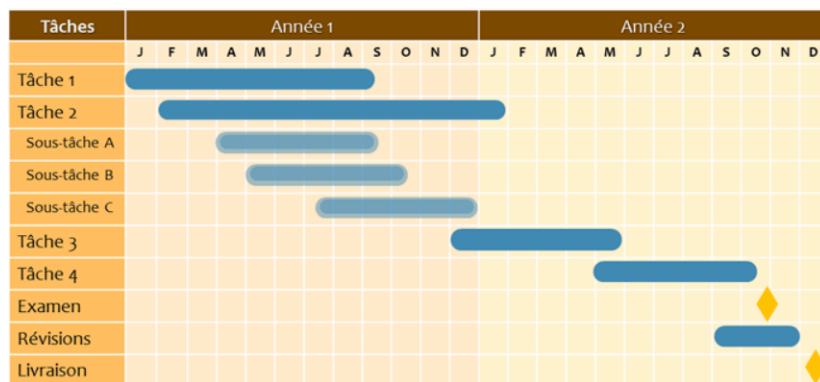 Tâches Année 1 Année 2
J F M A M J J A S O N D J F M A M J J A S O N D
Tâche 1
Tâche 2
Sous-tâche A
Sous-tâche B
Sous-tâche C
Tâche 3
Tâche 4
Examen
Révisions
Livraison